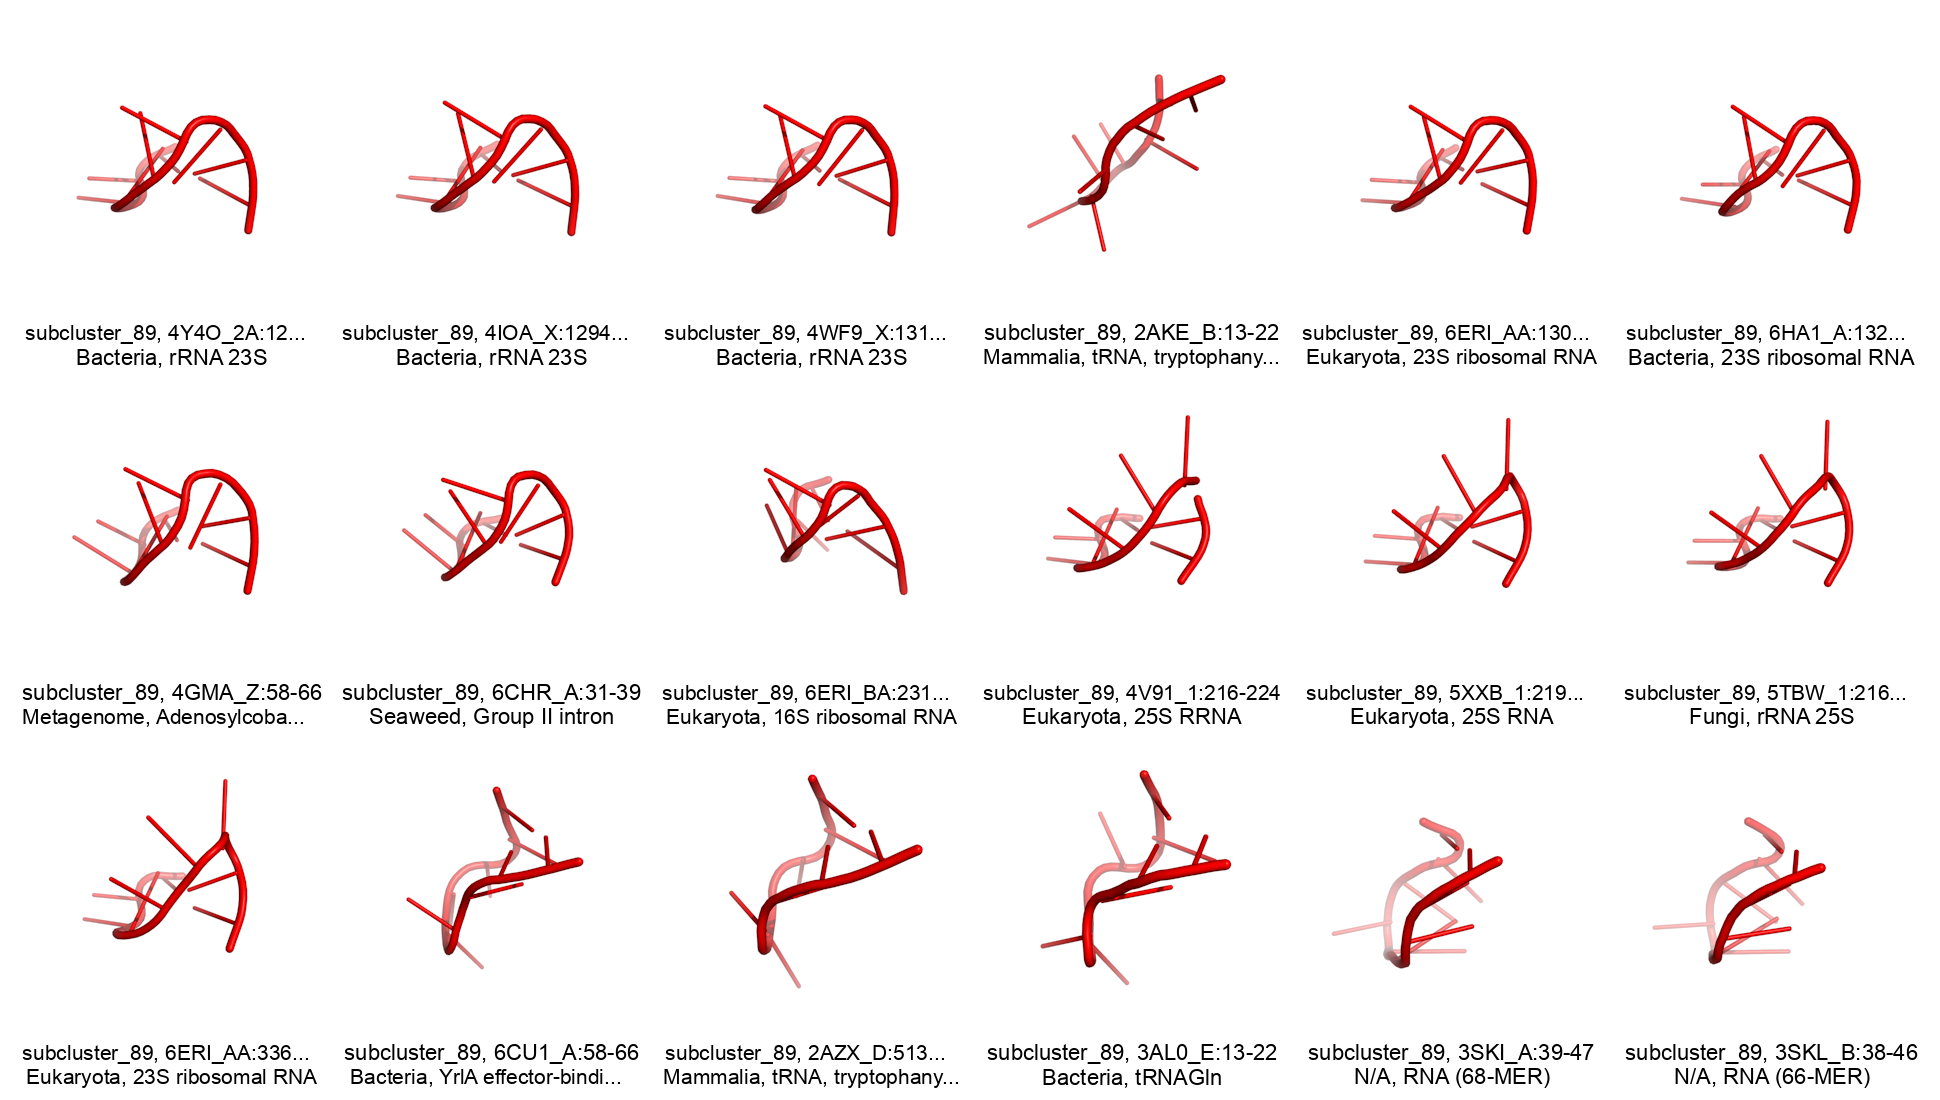 subcluster_89, 4Y4O_2A:12...
Bacteria, rRNA 23S
subcluster_89, 4IOA_X:1294...
Bacteria, rRNA 23S
subcluster_89, 4WF9_X:131...
Bacteria, rRNA 23S
subcluster_89, 2AKE_B:13-22
Mammalia, tRNA, tryptophany...
subcluster_89, 6ERI_AA:130...
Eukaryota, 23S ribosomal RNA
subcluster_89, 6HA1_A:132...
Bacteria, 23S ribosomal RNA
subcluster_89, 4GMA_Z:58-66
Metagenome, Adenosylcoba...
subcluster_89, 6CHR_A:31-39
Seaweed, Group II intron
subcluster_89, 6ERI_BA:231...
Eukaryota, 16S ribosomal RNA
subcluster_89, 4V91_1:216-224
Eukaryota, 25S RRNA
subcluster_89, 5XXB_1:219...
Eukaryota, 25S RNA
subcluster_89, 5TBW_1:216...
Fungi, rRNA 25S
subcluster_89, 6ERI_AA:336...
Eukaryota, 23S ribosomal RNA
subcluster_89, 6CU1_A:58-66
Bacteria, YrlA effector-bindi...
subcluster_89, 2AZX_D:513...
Mammalia, tRNA, tryptophany...
subcluster_89, 3AL0_E:13-22
Bacteria, tRNAGln
subcluster_89, 3SKI_A:39-47
N/A, RNA (68-MER)
subcluster_89, 3SKL_B:38-46
N/A, RNA (66-MER)